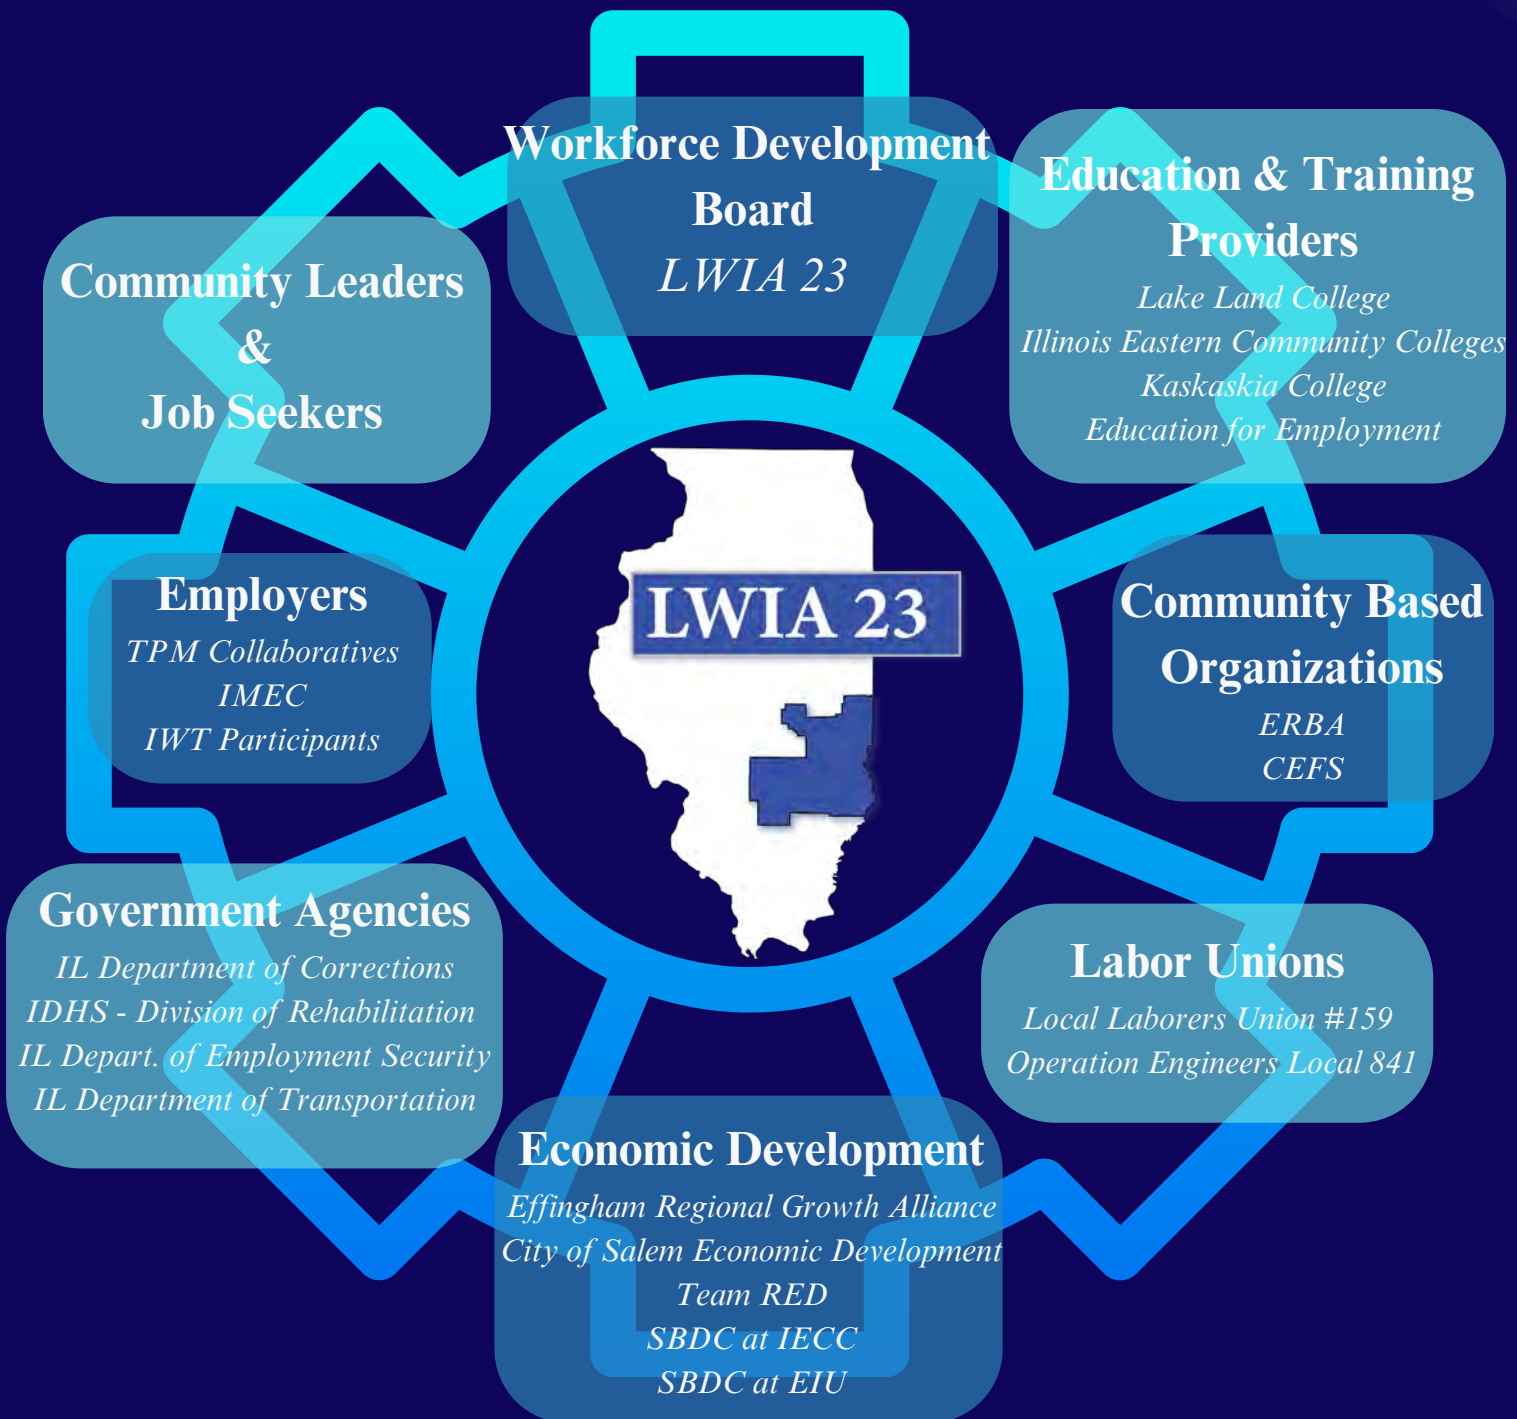 Workforce Development
Board
LWIA 23
Education & Training
Providers
Lake Land College
Illinois Eastern Community Colleges
Kaskaskia College
Education for Employment
Community Leaders
&
Job Seekers
LWIA 23
Employers
TPM Collaboratives
IMEC
IWT Participants
Community Based
Organizations
ERBA
CEFS
Government Agencies
IL Department of Corrections
IDHS - Division of Rehabilitation
IL Depart. of Employment Security
IL Department of Transportation
Labor Unions
Local Laborers Union #159
Operation Engineers Local 841
Economic Development
Effingham Regional Growth Alliance
City of Salem Economic Development
Team RED
SBDC at IECC
SBDC at EIU